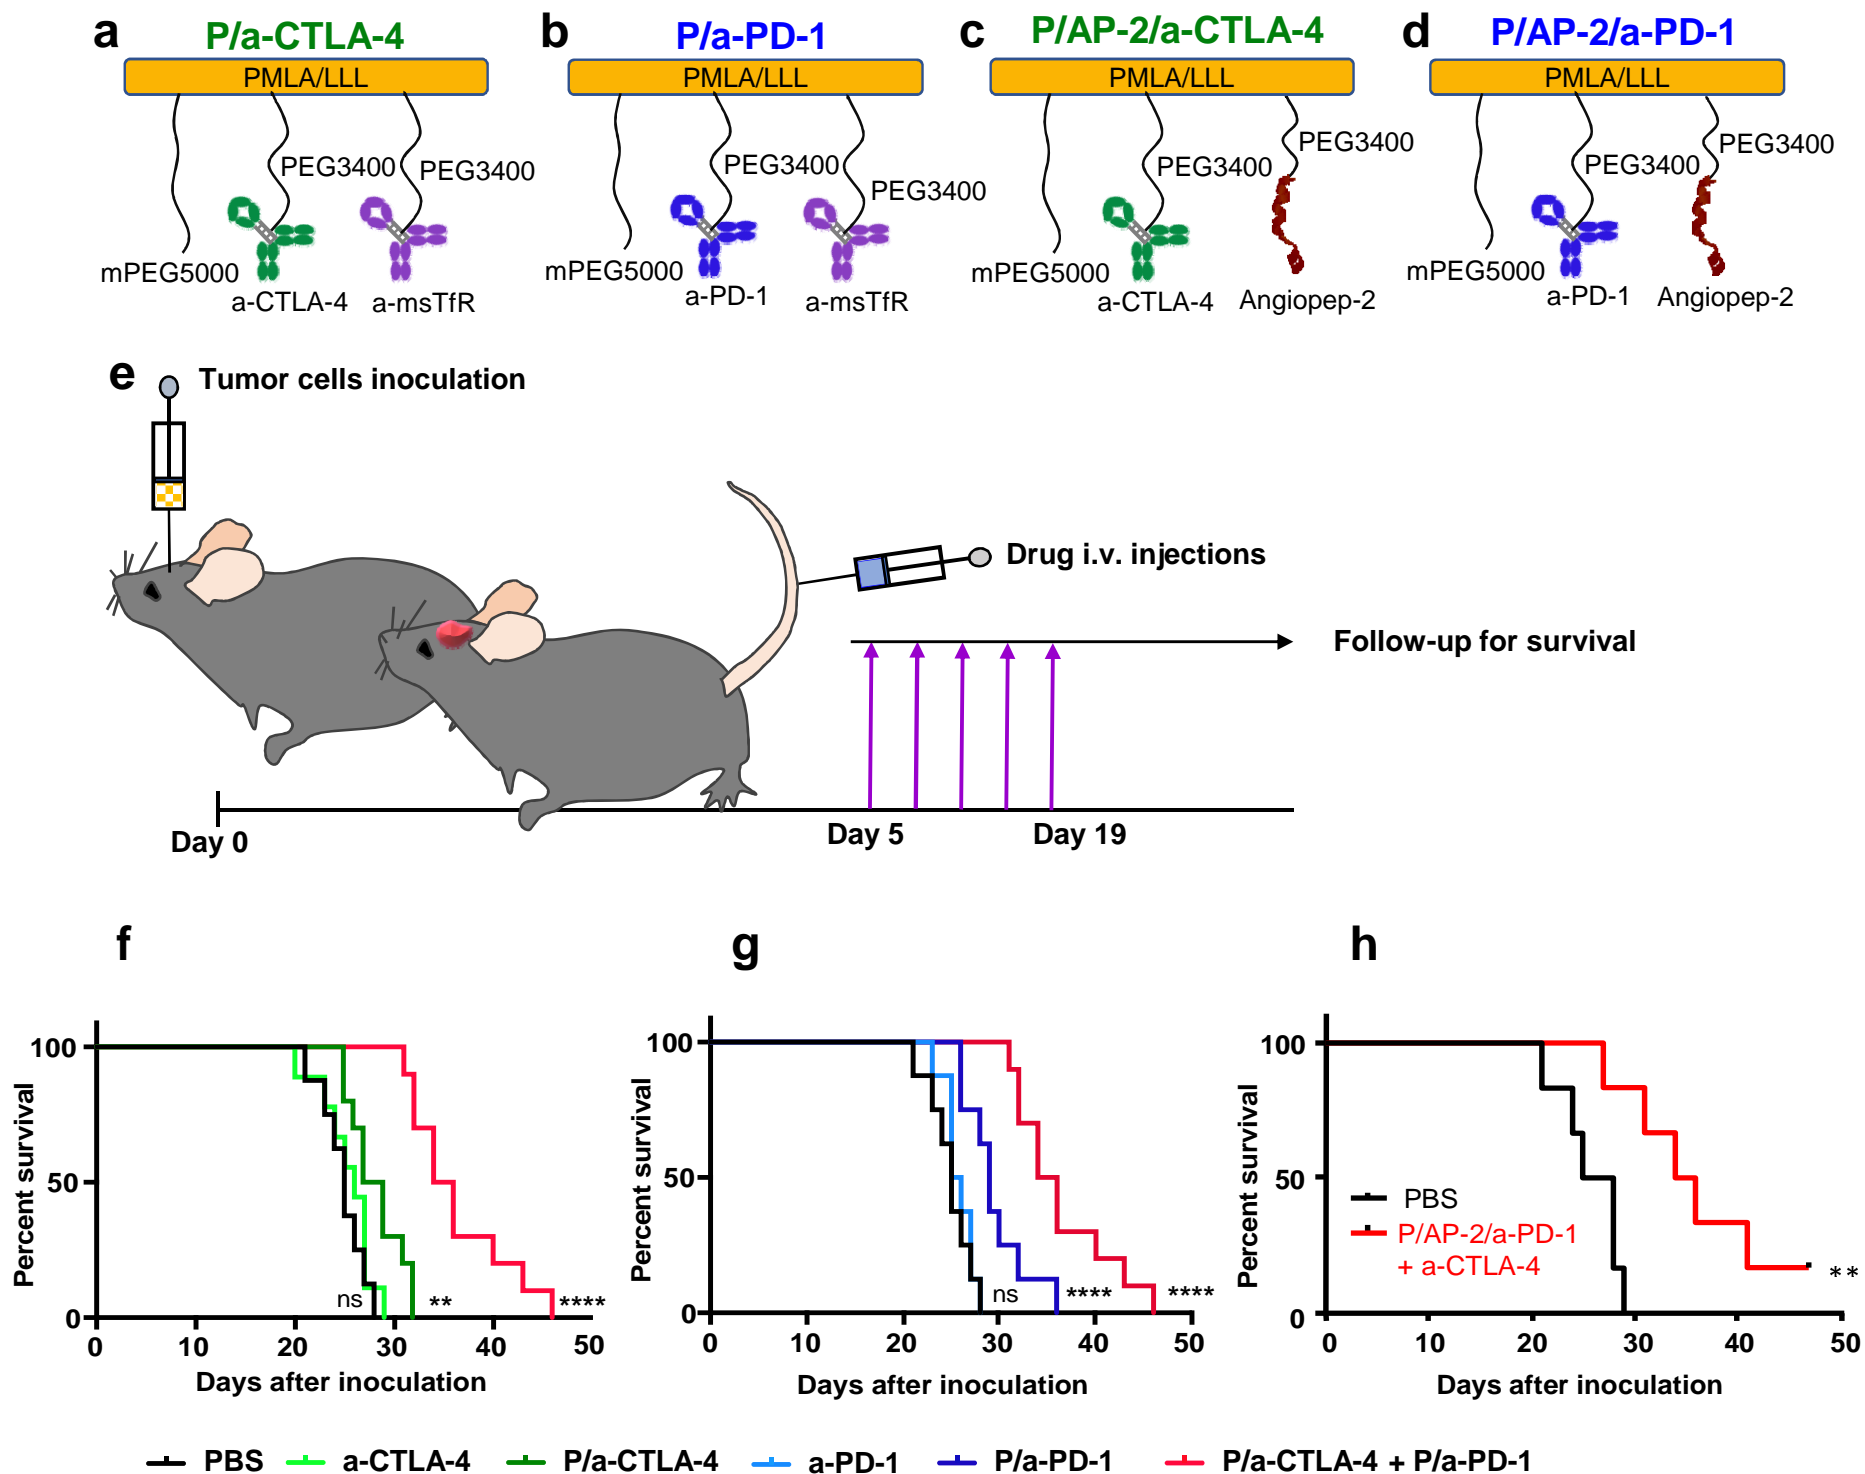 a P/a-CTLA-4 b P/a-PD-1 c P/AP-2/a-CTLA-4 d P/AP-2/a-PD-1
PMLA/LLL PMLA/LLL PMLA/LLL PMLA/LLL
PEG3400 PEG3400 PEG3400 PEG3400 PEG3400 PEG3400 PEG3400 PEG3400
mPEG5000 mPEG5000 mPEG5000 mPEG5000
a-CTLA-4 a-msTfR a-PD-1 a-msTfR a-CTLA-4 Angiopep-2 a-PD-1 Angiopep-2
e Tumor cells inoculation
Drug i.v. injections
Follow-up for survival
Day 0 Day 5 Day 19
f
Percent survival
100
50
0
ns ** ****
0 10 20 30 40 50
Days after inoculation
g
Percent survival
100
50
0
ns **** ****
0 10 20 30 40 50
Days after inoculation
h
Percent survival
100
50
0
PBS
P/AP-2/a-PD-1
+ a-CTLA-4
**
0 10 20 30 40 50
Days after inoculation
PBS a-CTLA-4 P/a-CTLA-4 a-PD-1 P/a-PD-1 P/a-CTLA-4 + P/a-PD-1